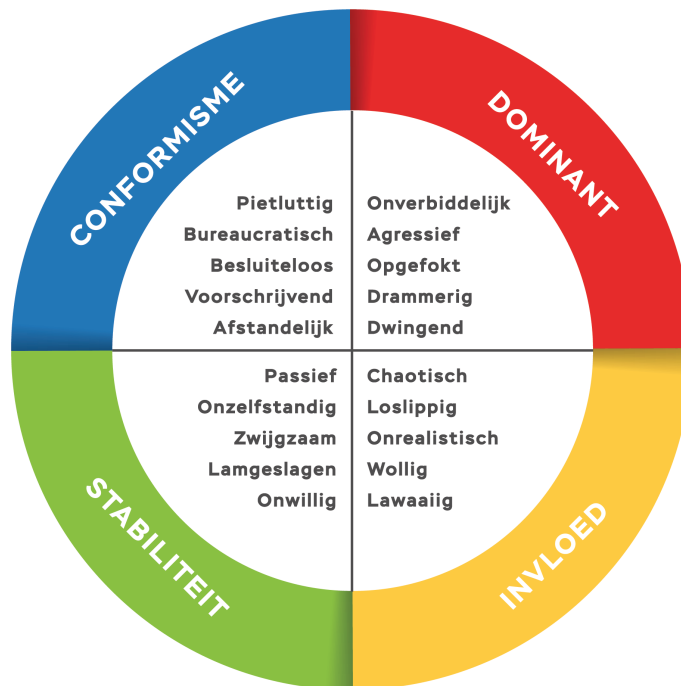 CONFORMISME
Pietluttig
Bureaucratisch
Besluiteloos
Voorschrijvend
Afstandelijk
DOMINANT
Onverbiddelijk
Agressief
Opgefokt
Drammerig
Dwingend
STABILITEIT
Passief
Onzelfstandig
Zwijgzaam
Lamgeslagen
Onwillig
INVLOED
Chaotisch
Loslippig
Onrealistisch
Wollig
Lawaaiig